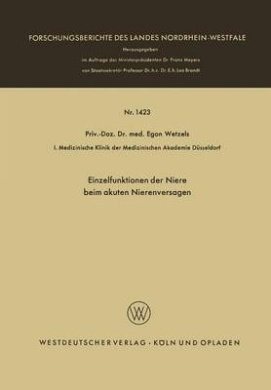 FORSCHUNGSBERICHTE DES LANDES NORDRHEIN-WESTFALE
Herausgegeben
im Auftrage des Ministerpräsidenten Dr. Franz Meyers
von Staatssekretär Professor Dr. h. c. Dr. E. h. Leo Brandt
Nr. 1423
Priv.-Doz. Dr. med. Egon Wetzels
I. Medizinische Klinik der Medizinischen Akademie Düsseldorf
Einzelfunktionen der Niere
beim akuten Nierenversagen
WESTDEUTSCHER VERLAG · KÖLN UND OPLADEN